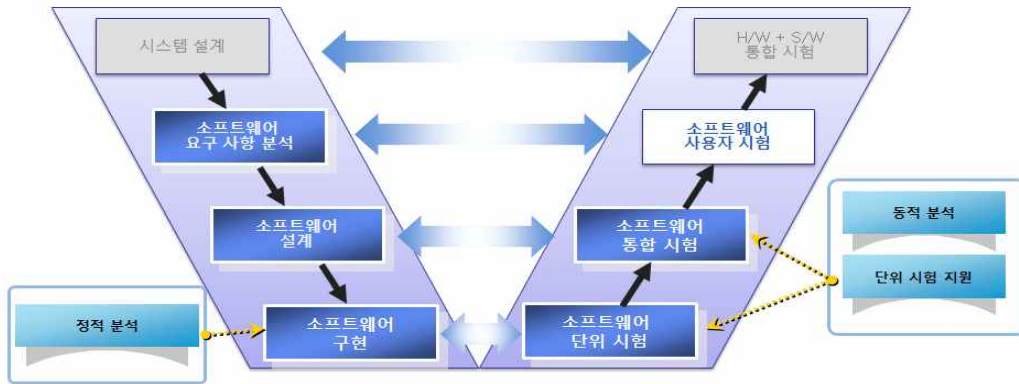 시스템 설계
H/W + S/W
통합 시험
소프트웨어
요구 사항 분석
소프트웨어
사용자 시험
소프트웨어
설계
소프트웨어
통합 시험
동적 분석
단위 시험 지원
정적 분석
소프트웨어
구현
소프트웨어
단위 시험